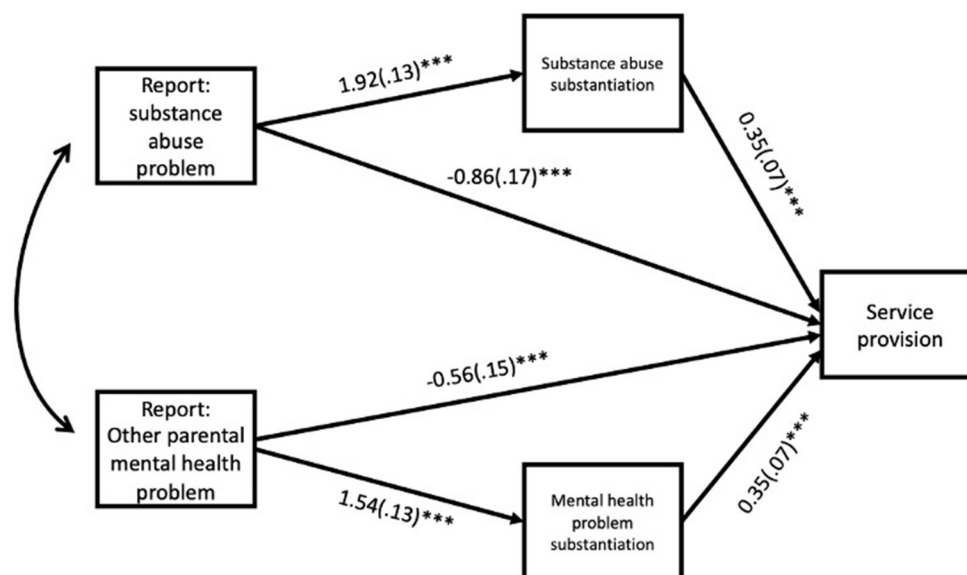 Report:
substance
abuse
problem
1.92(.13)***
Substance abuse
substantiation
-0.86(.17)***
0.35(.07)***
Service
provision
-0.56(.15)***
Report:
Other parental
mental health
problem
1.54(.13)***
Mental health
problem
substantiation
0.35(.07)***